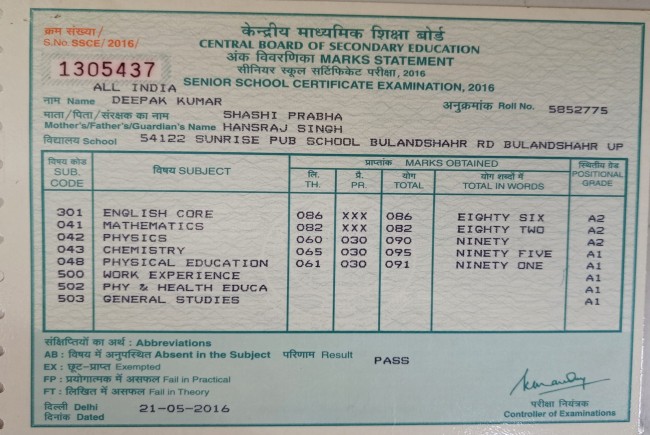 क्रम संख्या/
S.No SSCE/2016/
1305437
केन्द्रीय माध्यमिक शिक्षा बोर्ड
CENTRAL BOARD OF SECONDARY EDUCATION
अंक विवरणिका MARKS STATEMENT
सीनियर स्कूल सर्टिफिकेट परीक्षा, 2016
SENIOR SCHOOL CERTIFICATE EXAMINATION, 2016
ALL INDIA
नाम Name DEEPAK KUMAR अनुक्रमांक Roll No. 5852775
माता/पिता/संरक्षक का नाम SHASHI PRABHA
Mother's/Father's/Guardian's Name HANSRAJ SINGH
विद्यालय School 54122 SUNRISE PUB SCHOOL BULANDSHAHR RD BULANDSHAHR UP
विषय कोड SUB. CODE विषय SUBJECT प्राप्तांक MARKS OBTAINED स्थितीय ग्रेड POSITIONAL GRADE
लि. TH. प्रे. PR. योग TOTAL योग शब्दों में TOTAL IN WORDS
301 ENGLISH CORE 086 XXX 086 EIGHTY SIX A2
041 MATHEMATICS 082 XXX 082 EIGHTY TWO A2
042 PHYSICS 060 030 090 NINETY A2
043 CHEMISTRY 065 030 095 NINETY FIVE A1
048 PHYSICAL EDUCATION 061 030 091 NINETY ONE A1
500 WORK EXPERIENCE A1
502 PHY & HEALTH EDUCA A1
503 GENERAL STUDIES A1
संक्षिप्तियों का अर्थ : Abbreviations
AB : विषय में अनुपस्थित Absent in the Subject परिणाम Result PASS
EX : छूट-प्राप्त Exempted
FP : प्रयोगात्मक में असफल Fail in Practical
FT : लिखित में असफल Fail in Theory
दिल्ली Delhi
दिनांक Dated 21-05-2016
परीक्षा नियंत्रक
Controller of Examinations